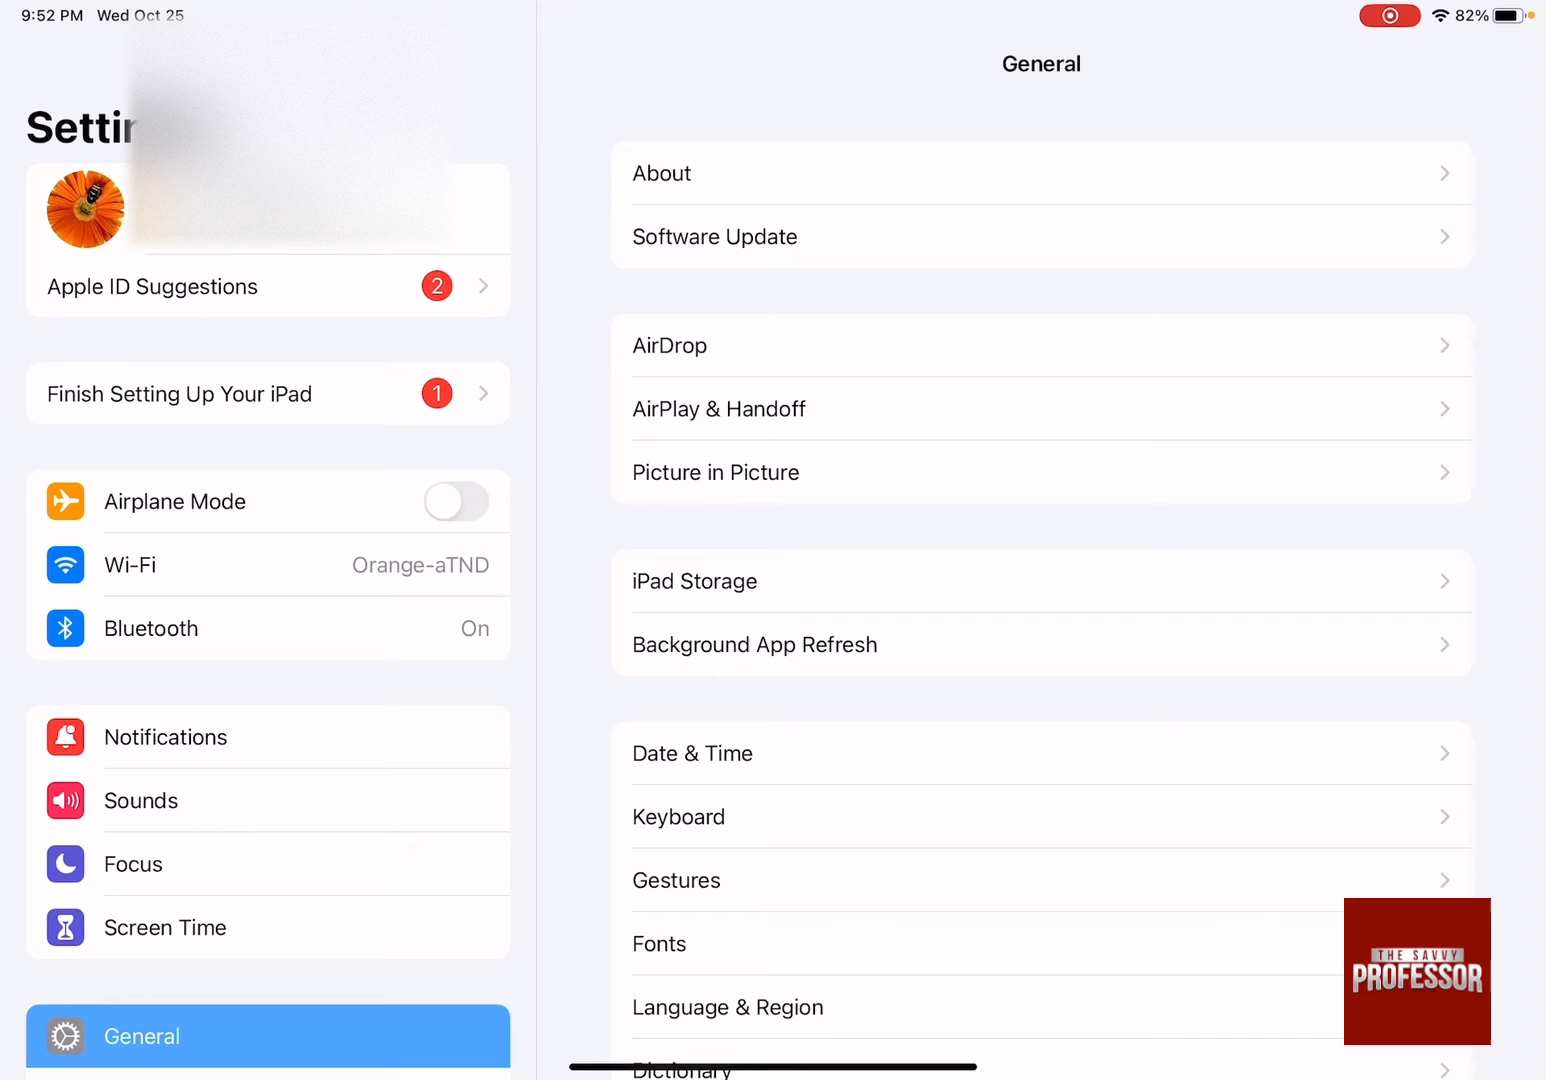 9:52 PM Wed Oct 25
82%
General
Apple ID Suggestions 2
Finish Setting Up Your iPad 1
Airplane Mode
Wi-Fi Orange-aTND
Bluetooth On
Notifications
Sounds
Focus
Screen Time
General
About
Software Update
AirDrop
AirPlay & Handoff
Picture in Picture
iPad Storage
Background App Refresh
Date & Time
Keyboard
Gestures
Fonts
Language & Region
Dictionary
THE SAVVY
PROFESSOR